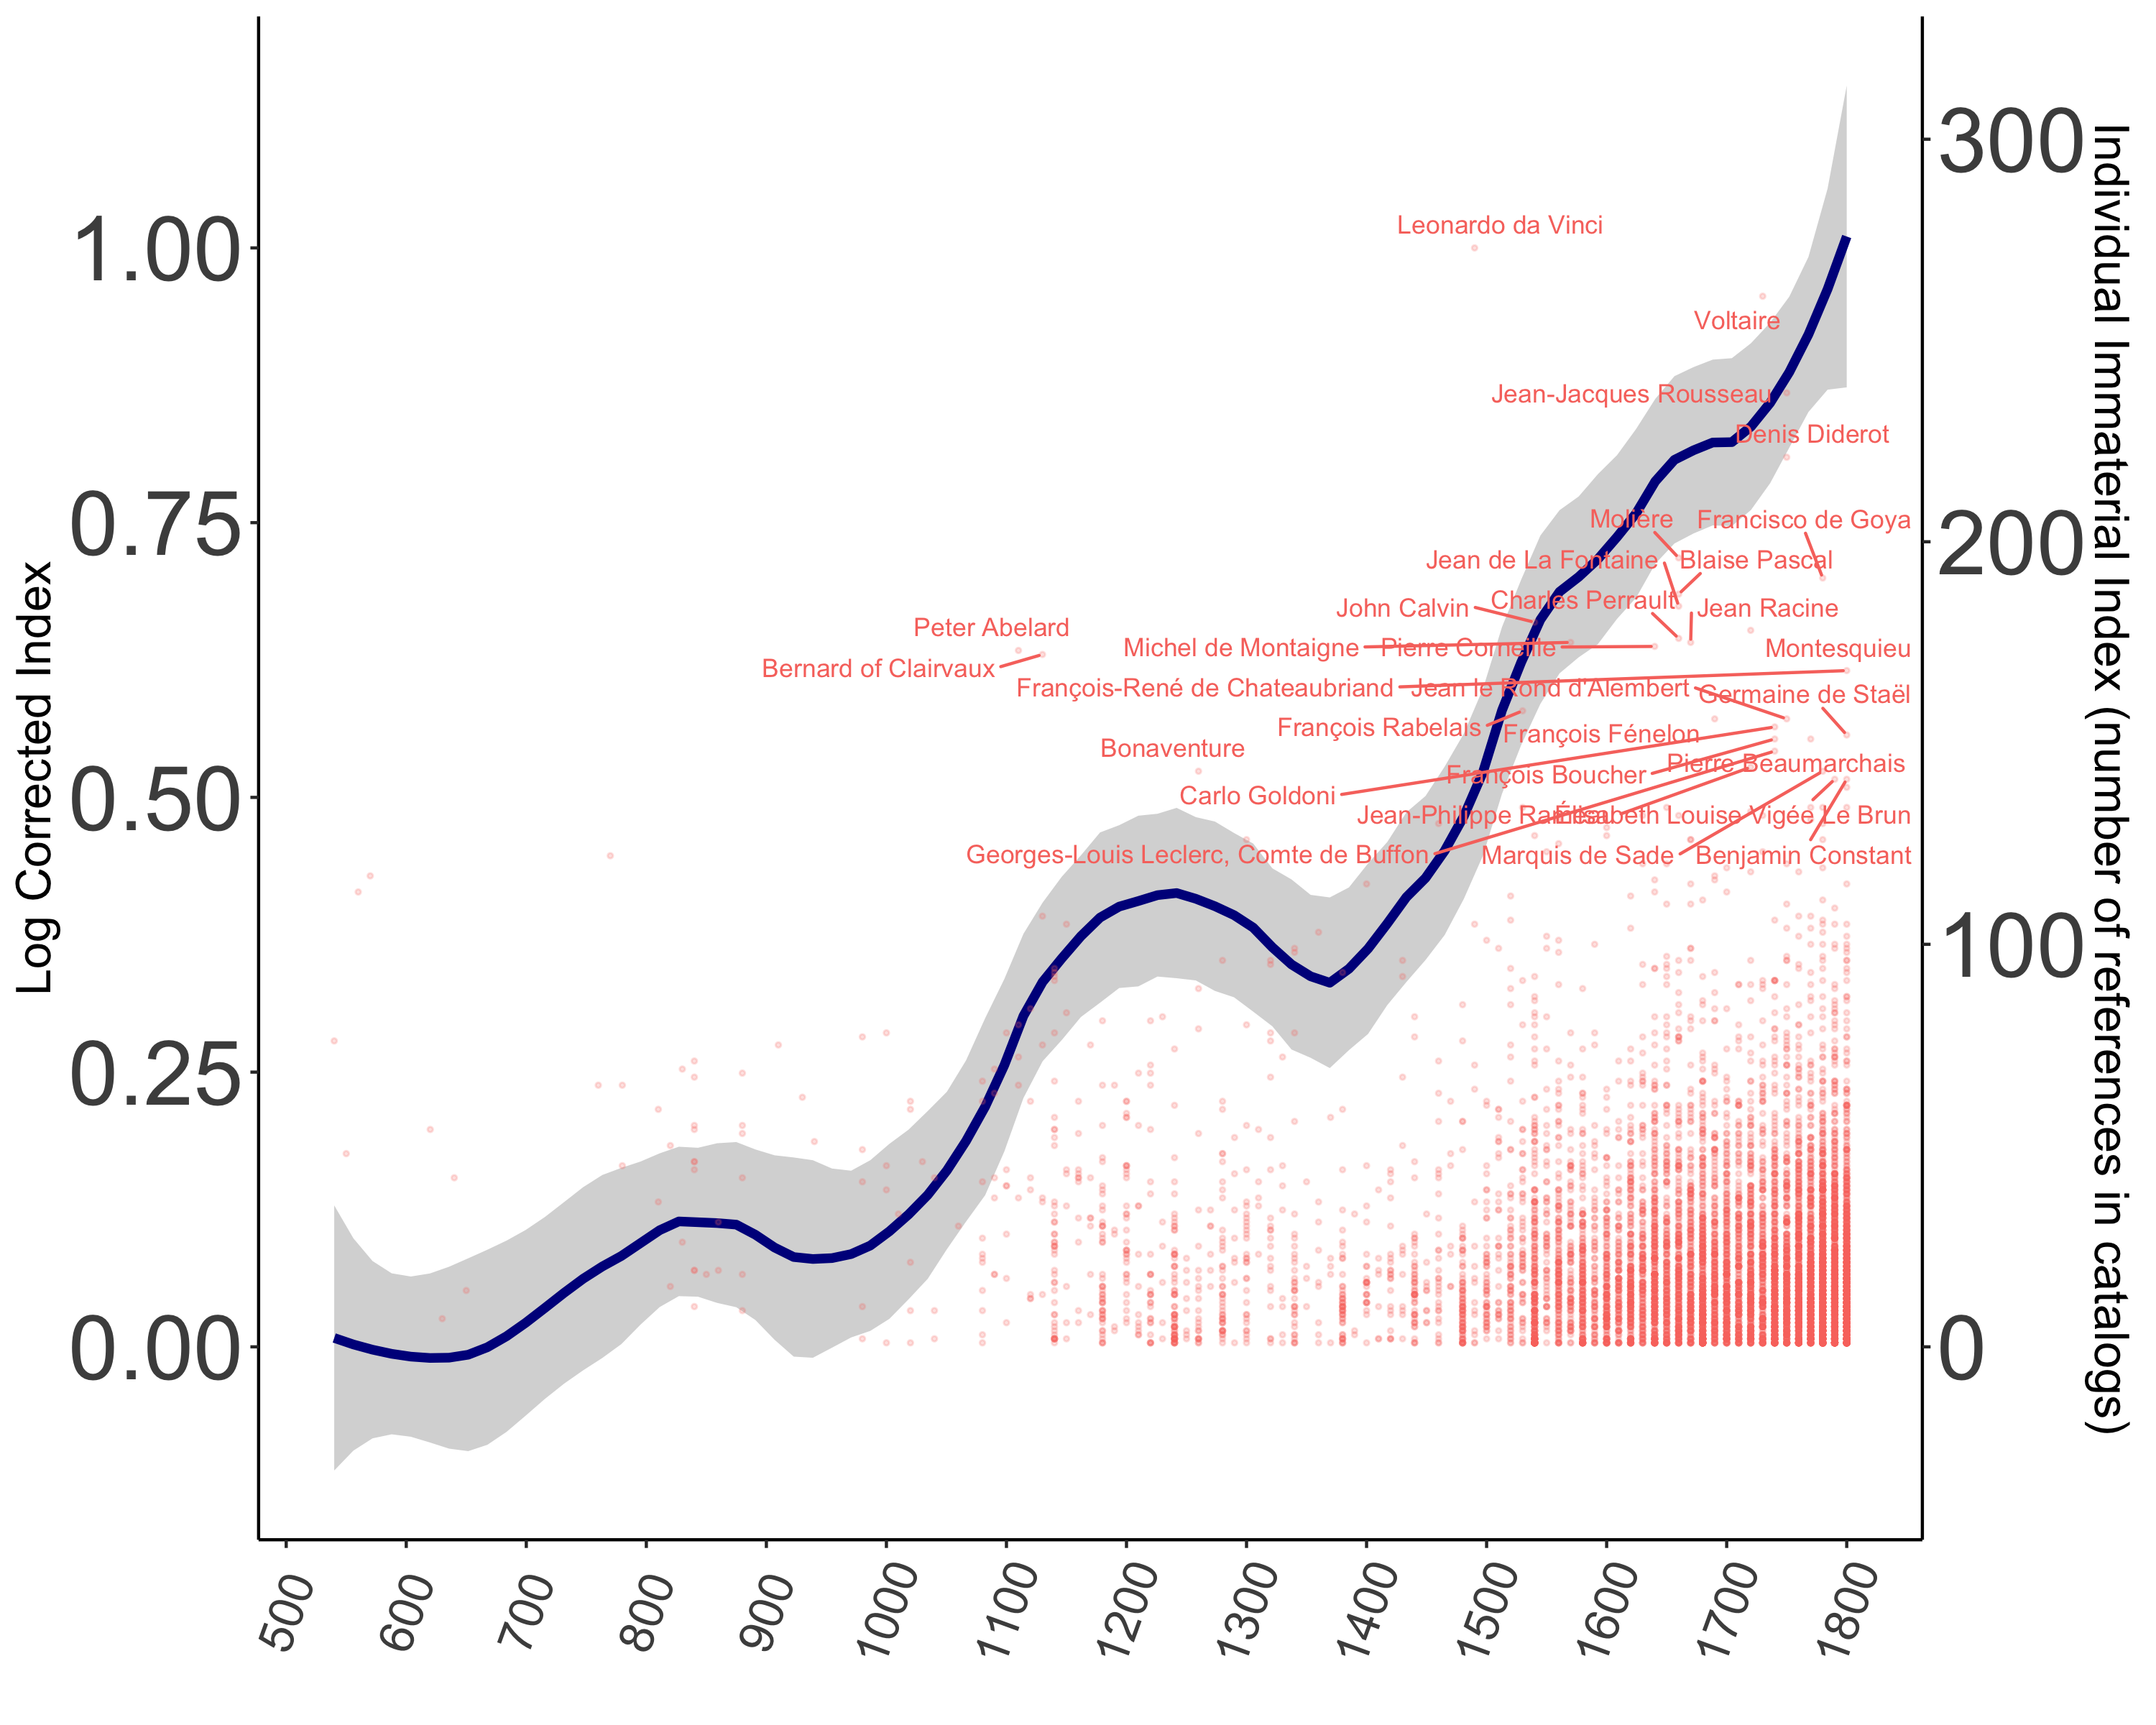 Leonardo da Vinci
Voltaire
Jean-Jacques Rousseau
Denis Diderot
Molière
Francisco de Goya
Jean de La Fontaine
Blaise Pascal
John Calvin
Charles Perrault
Jean Racine
Peter Abelard
Michel de Montaigne
Pierre Corneille
Montesquieu
Bernard of Clairvaux
François-René de Chateaubriand
Jean le Rond d'Alembert
Germaine de Staël
François Rabelais
François Fénelon
Bonaventure
Pierre Beaumarchais
François Boucher
Carlo Goldoni
Jean-Philippe Rameau
Élisabeth Louise Vigée Le Brun
Georges-Louis Leclerc, Comte de Buffon
Marquis de Sade
Benjamin Constant
Log Corrected Index
1.00
0.75
0.50
0.25
0.00
Individual Immaterial Index (number of references in catalogs)
300
200
100
0
500
600
700
800
900
1000
1100
1200
1300
1400
1500
1600
1700
1800